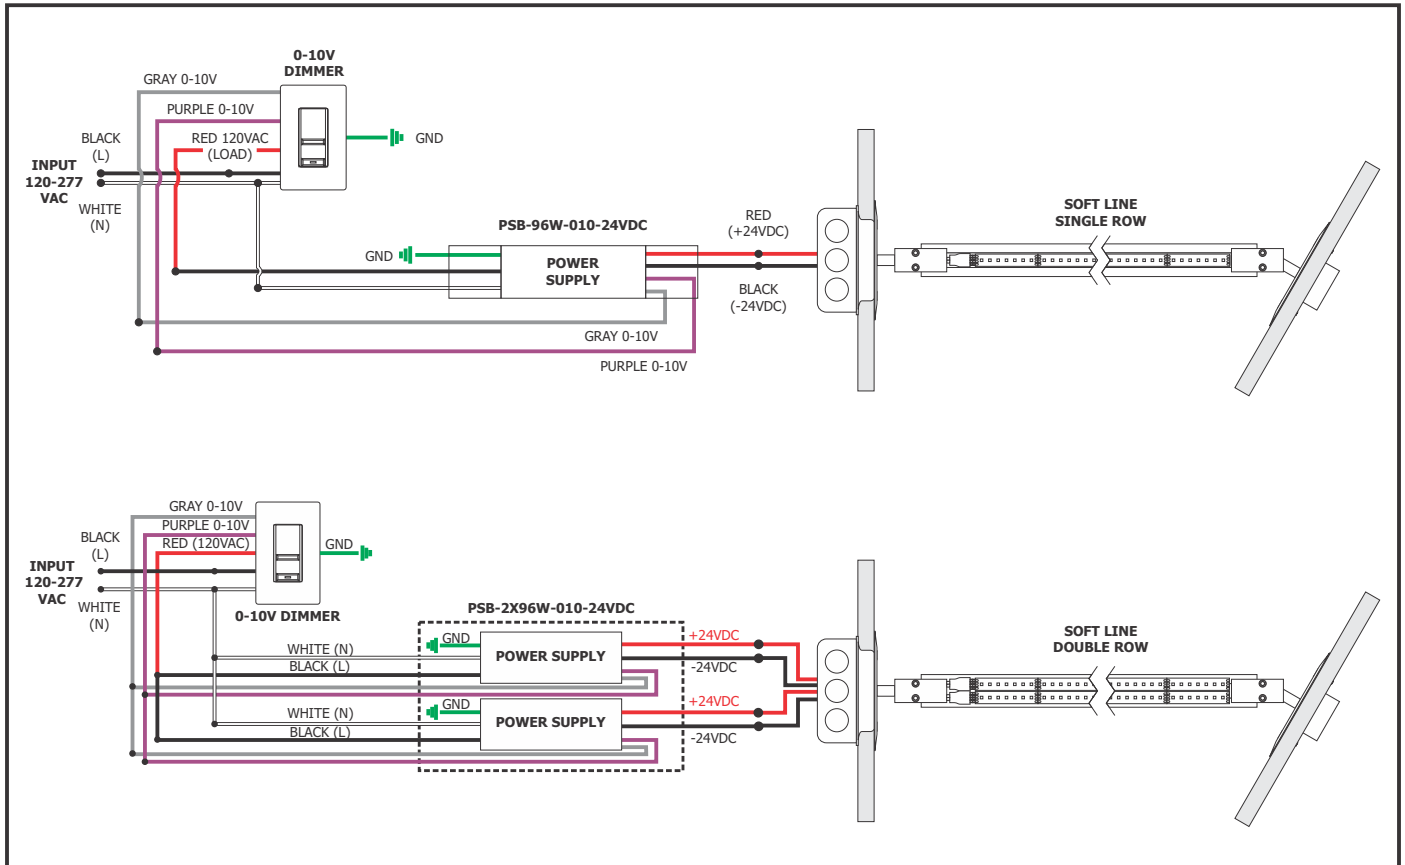 0-10V
DIMMER
GRAY 0-10V
PURPLE 0-10V
BLACK
(L)
RED 120VAC
(LOAD)
GND
INPUT
120-277
VAC
WHITE
(N)
PSB-96W-010-24VDC
GND
POWER
SUPPLY
RED
(+24VDC)
BLACK
(-24VDC)
GRAY 0-10V
PURPLE 0-10V
SOFT LINE
SINGLE ROW
GRAY 0-10V
PURPLE 0-10V
RED (120VAC)
BLACK
(L)
GND
INPUT
120-277
VAC
WHITE
(N)
0-10V DIMMER
PSB-2X96W-010-24VDC
GND
WHITE (N)
BLACK (L)
POWER SUPPLY
+24VDC
-24VDC
GND
WHITE (N)
BLACK (L)
POWER SUPPLY
+24VDC
-24VDC
SOFT LINE
DOUBLE ROW